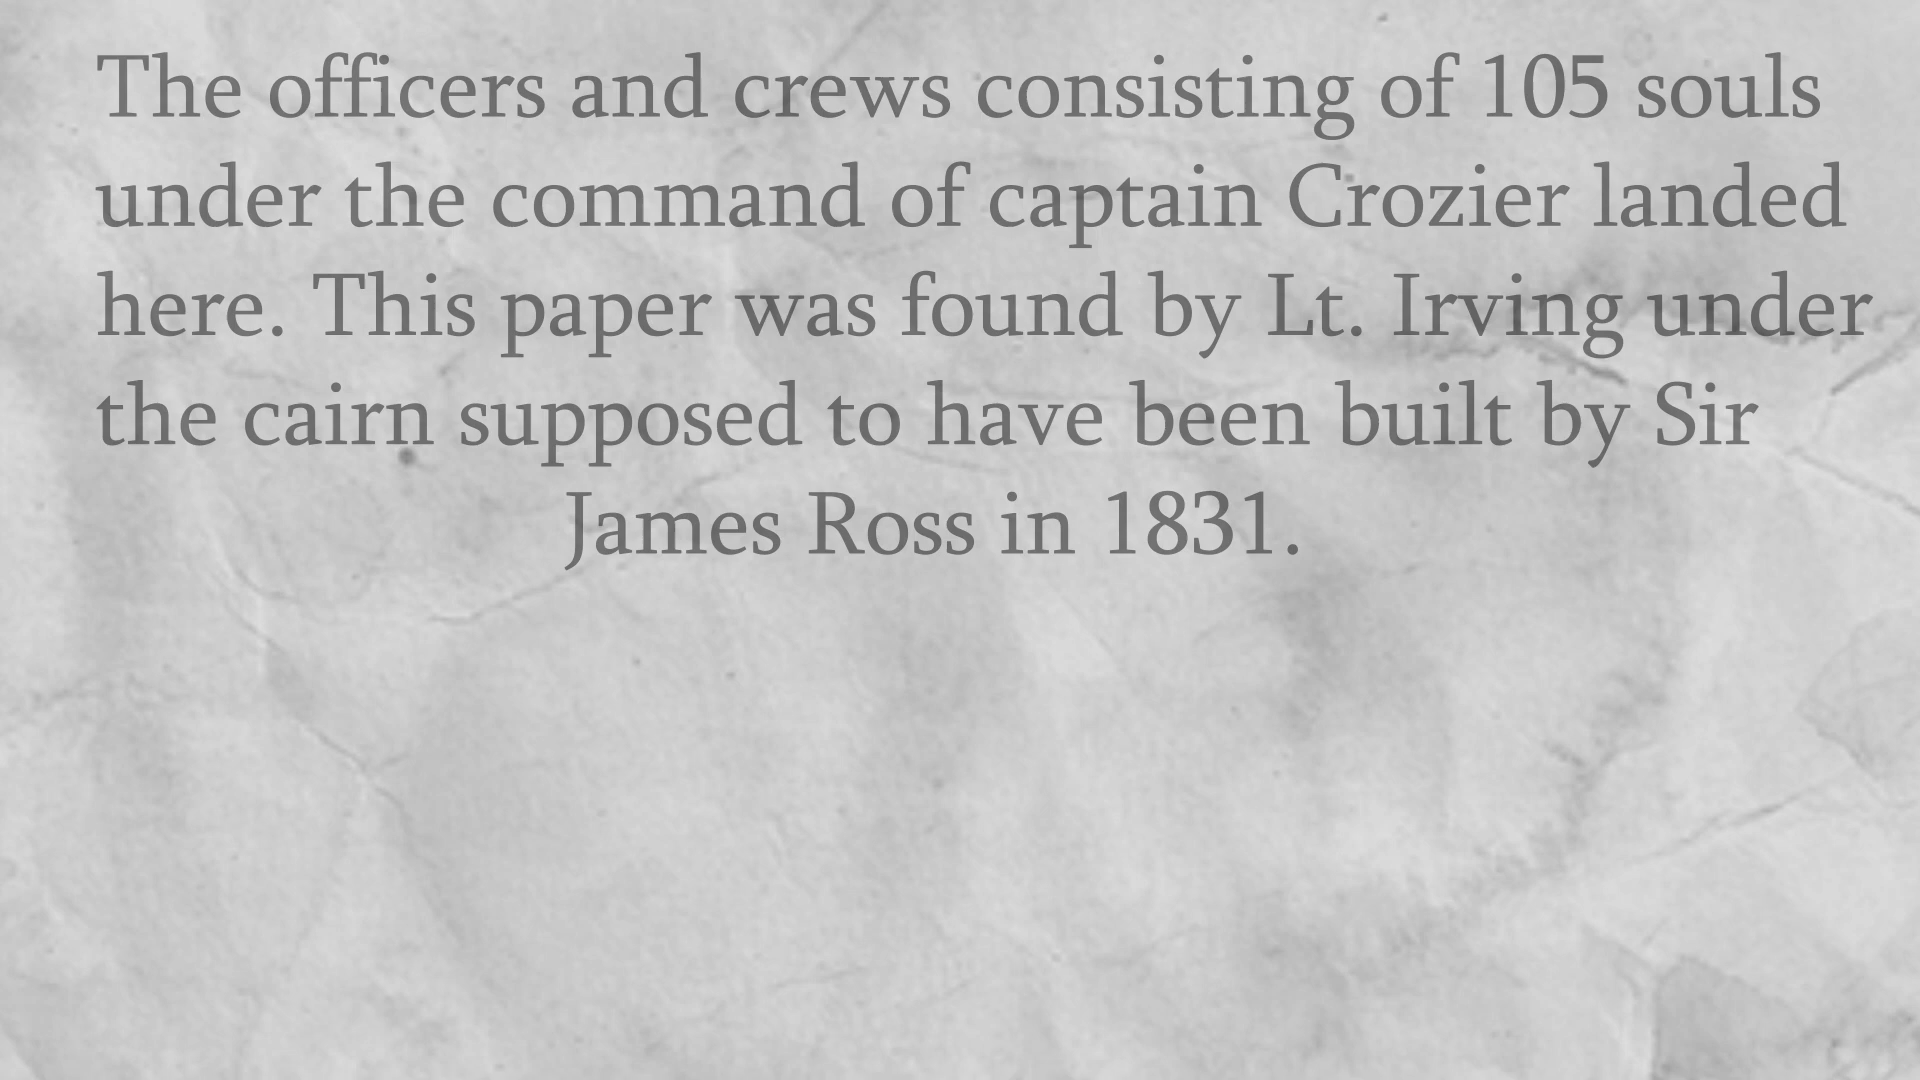 The officers and crews consisting of 105 souls
under the command of captain Crozier landed
here. This paper was found by Lt. Irving under
the cairn supposed to have been built by Sir
James Ross in 1831.